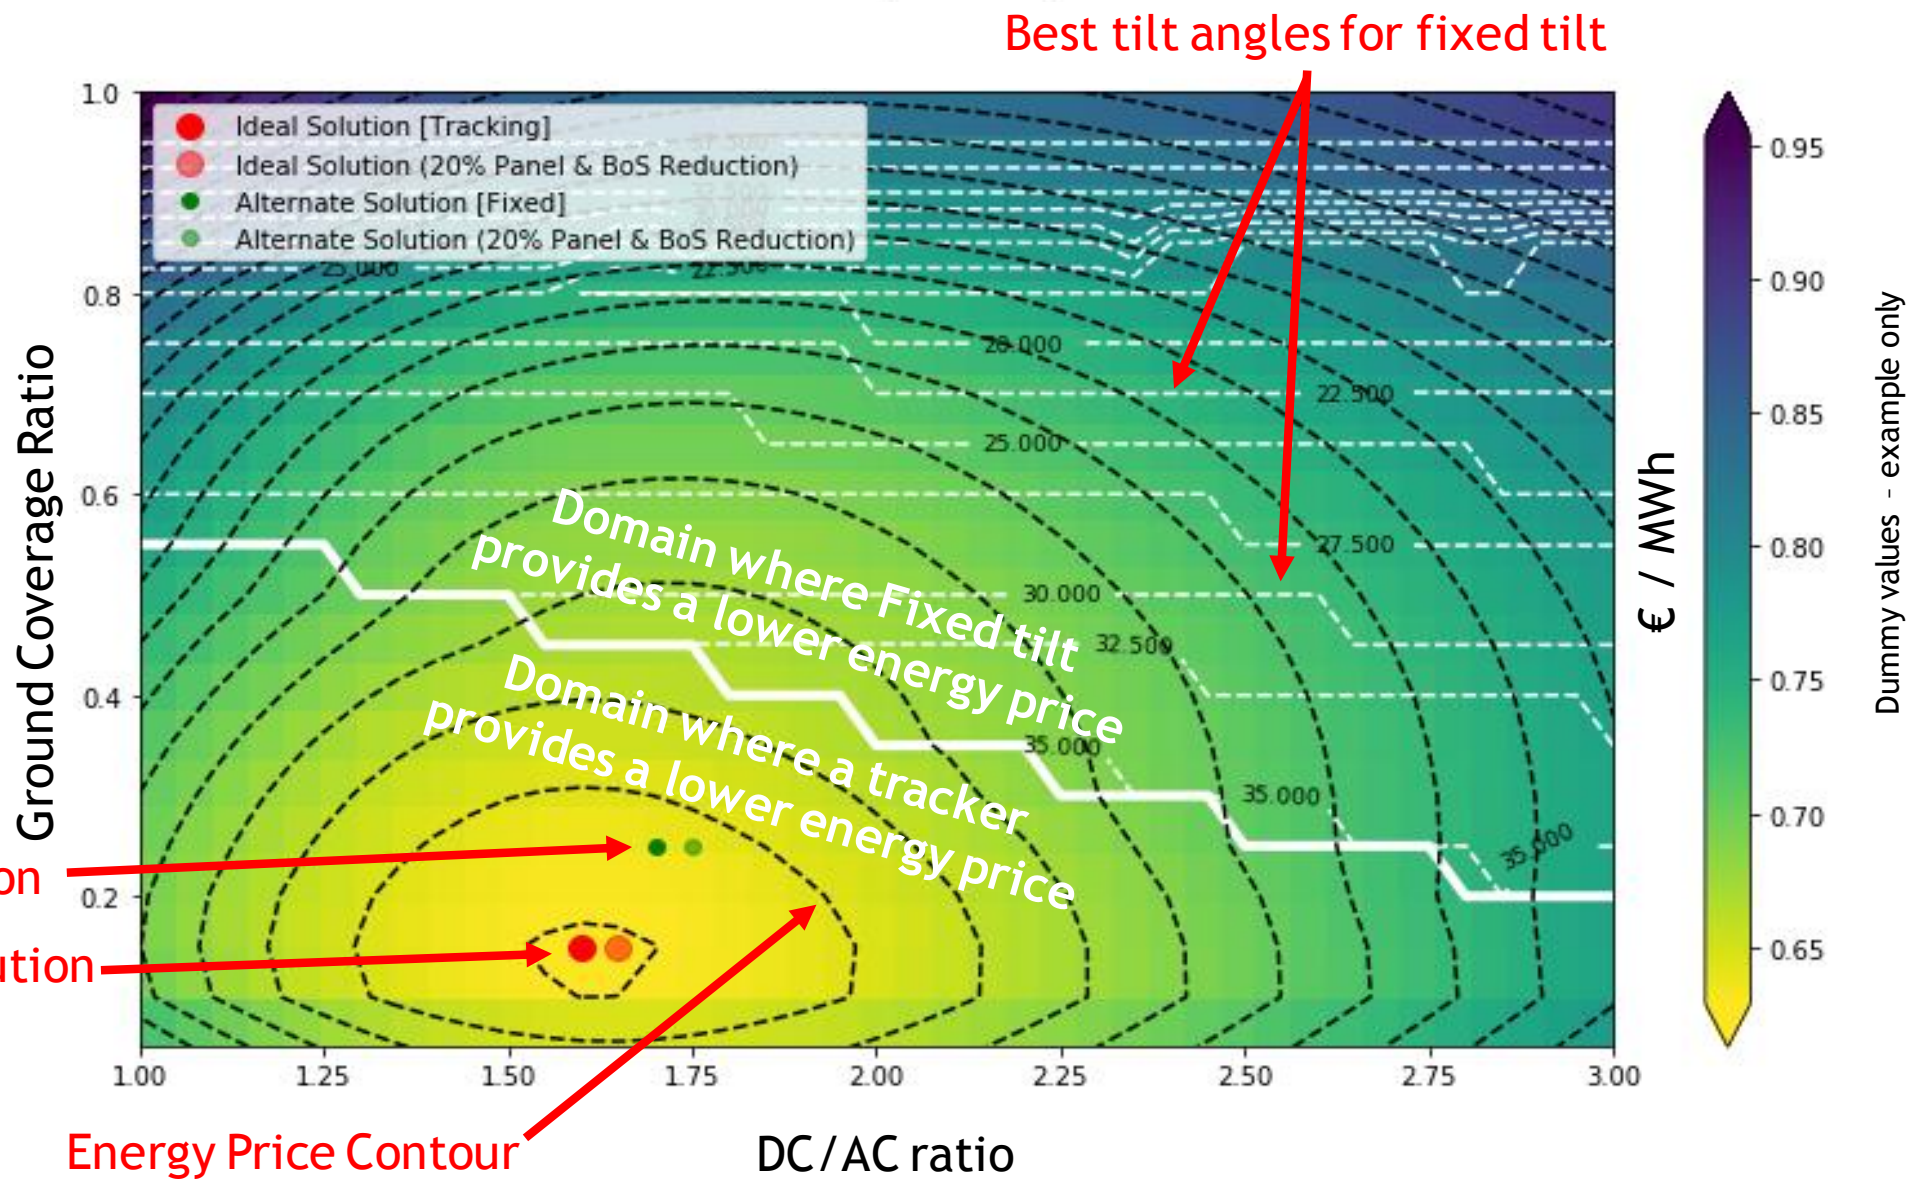 Best tilt angles for fixed tilt
1.0
0.8
0.6
0.4
0.2
Ground Coverage Ratio
Ideal Solution [Tracking]
Ideal Solution (20% Panel & BoS Reduction)
Alternate Solution [Fixed]
Alternate Solution (20% Panel & BoS Reduction)
25.000
22.500
20.000
22.500
25.000
27.500
30.000
32.500
35.000
35.000
35.000
Domain where Fixed tilt
provides a lower energy price
Domain where a tracker
provides a lower energy price
on
ution
1.00 1.25 1.50 1.75 2.00 2.25 2.50 2.75 3.00
Energy Price Contour
DC/AC ratio
€ / MWh
0.95
0.90
0.85
0.80
0.75
0.70
0.65
Dummy values - example only